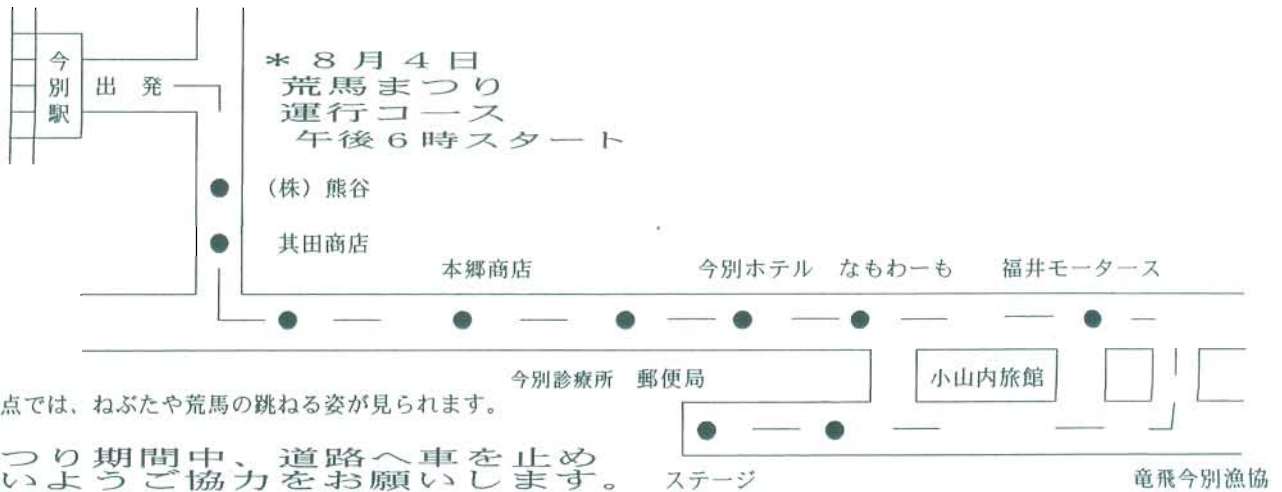 今別駅
出発
＊８月４日
荒馬まつり
運行コース
午後６時スタート
（株）熊谷
其田商店
本郷商店
今別ホテル
なもわーも
福井モータース
今別診療所
郵便局
小山内旅館
点では、ねぶたや荒馬の跳ねる姿が見られます。
つり期間中、道路へ車を止め
いようご協力をお願いします。
ステージ
竜飛今別漁協